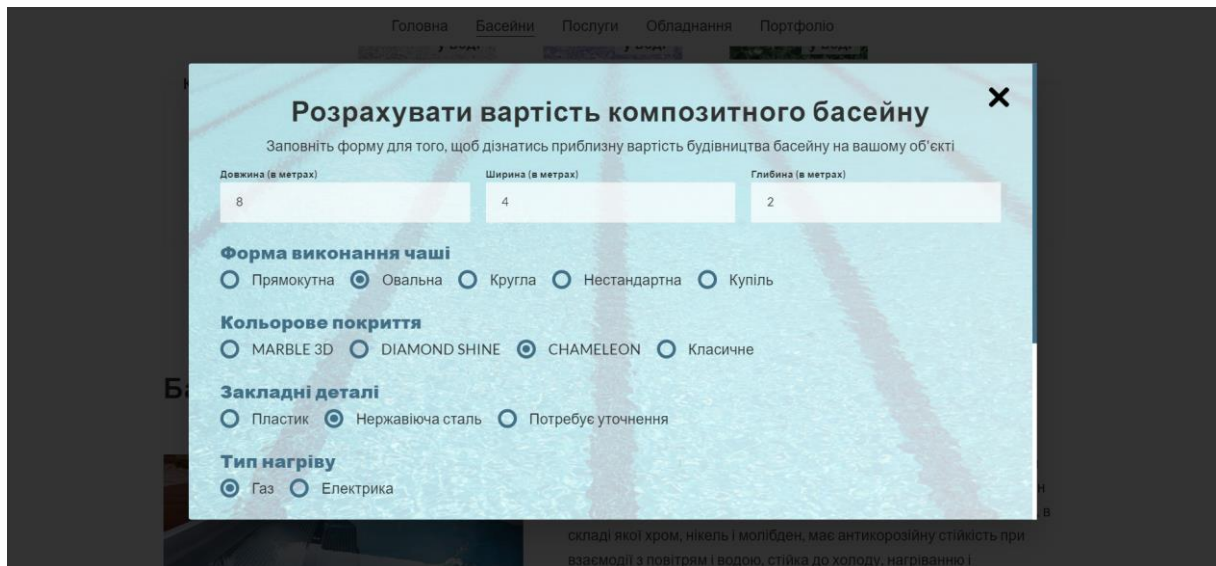 Головна Басейни Послуги Обладнання Портфоліо
Розрахувати вартість композитного басейну
Заповніть форму для того, щоб дізнатись приблизну вартість будівництва басейну на вашому об'єкті
Довжина (в метрах) Ширина (в метрах) Глибина (в метрах)
8 4 2
Форма виконання чаші
Прямокутна Овальна Кругла Нестандартна Купіль
Кольорове покриття
MARBLE 3D DIAMOND SHINE CHAMELEON Класичне
Закладні деталі
Пластик Нержавіюча сталь Потребує уточнення
Тип нагріву
Газ Електрика
складі якої хром, нікель і молібден, має антикорозійну стійкість при
взаємодії з повітрям і водою, стійка до холоду, нагріванню і